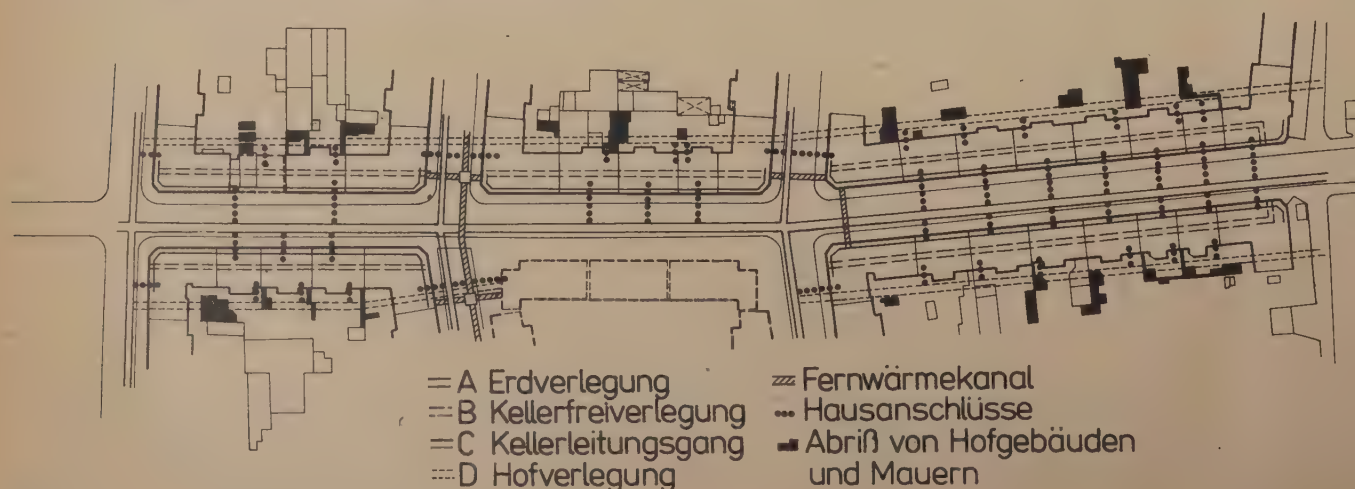 A Erdverlegung
B Kellerfreiverlegung
C Kellerleitungsgang
D Hofverlegung
Fernwärmekanal
Hausanschlüsse
Abriß von Hofgebäuden
und Mauern